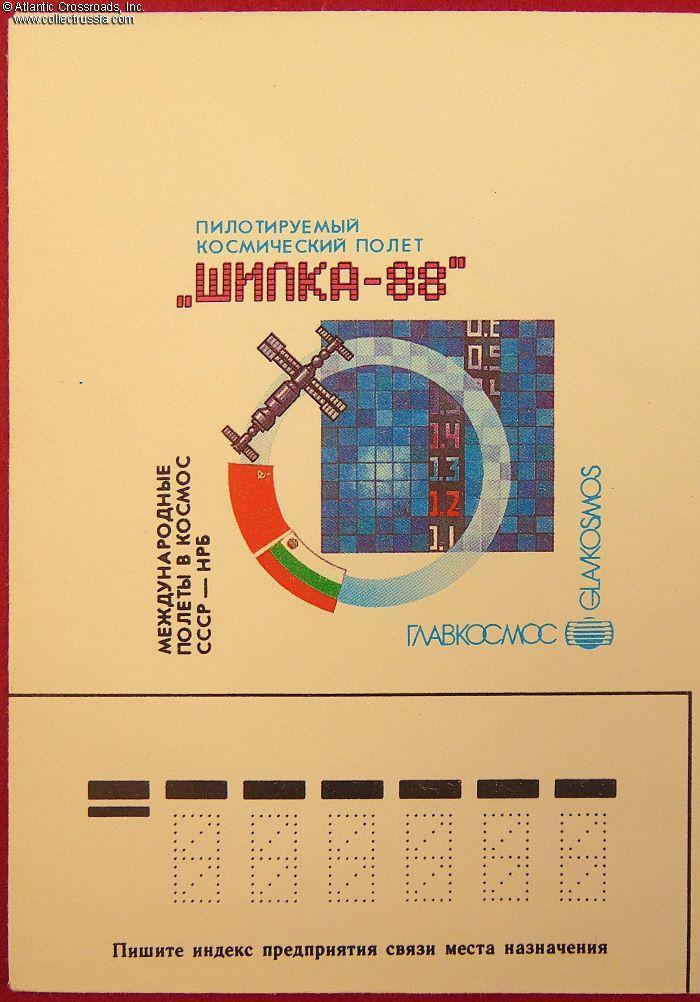 © Atlantic Crossroads, Inc.
www.collectrussia.com
ПИЛОТИРУЕМЫЙ
КОСМИЧЕСКИЙ ПОЛЕТ
„ШИПКА-88"
1.4
1.3
1.2
1.1
МЕЖДУНАРОДНЫЕ
ПОЛЕТЫ В КОСМОС
СССР — НРБ
ГЛАВКОСМОС
GLAVKOSMOS
Пишите индекс предприятия связи места назначения